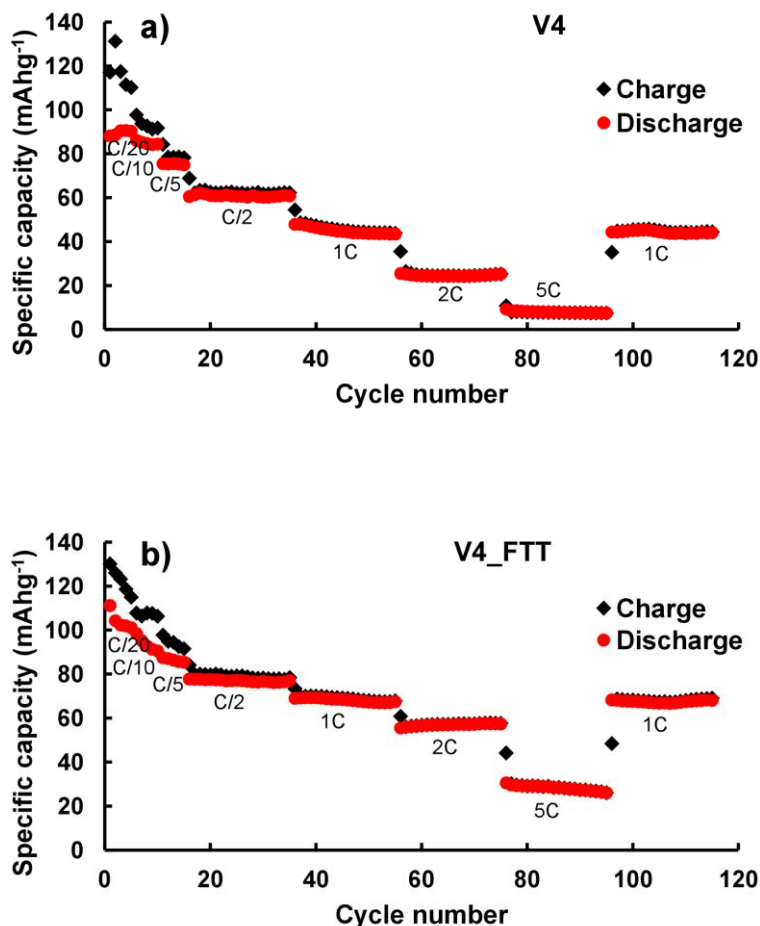 a)
V4
Specific capacity (mAhg⁻¹)
140
120
100
80
60
40
20
0
Charge
Discharge
C/20
C/10
C/5
C/2
1C
2C
5C
1C
0 20 40 60 80 100 120
Cycle number
b)
V4_FTT
Specific capacity (mAhg⁻¹)
140
120
100
80
60
40
20
0
Charge
Discharge
C/20
C/10
C/5
C/2
1C
2C
5C
1C
0 20 40 60 80 100 120
Cycle number